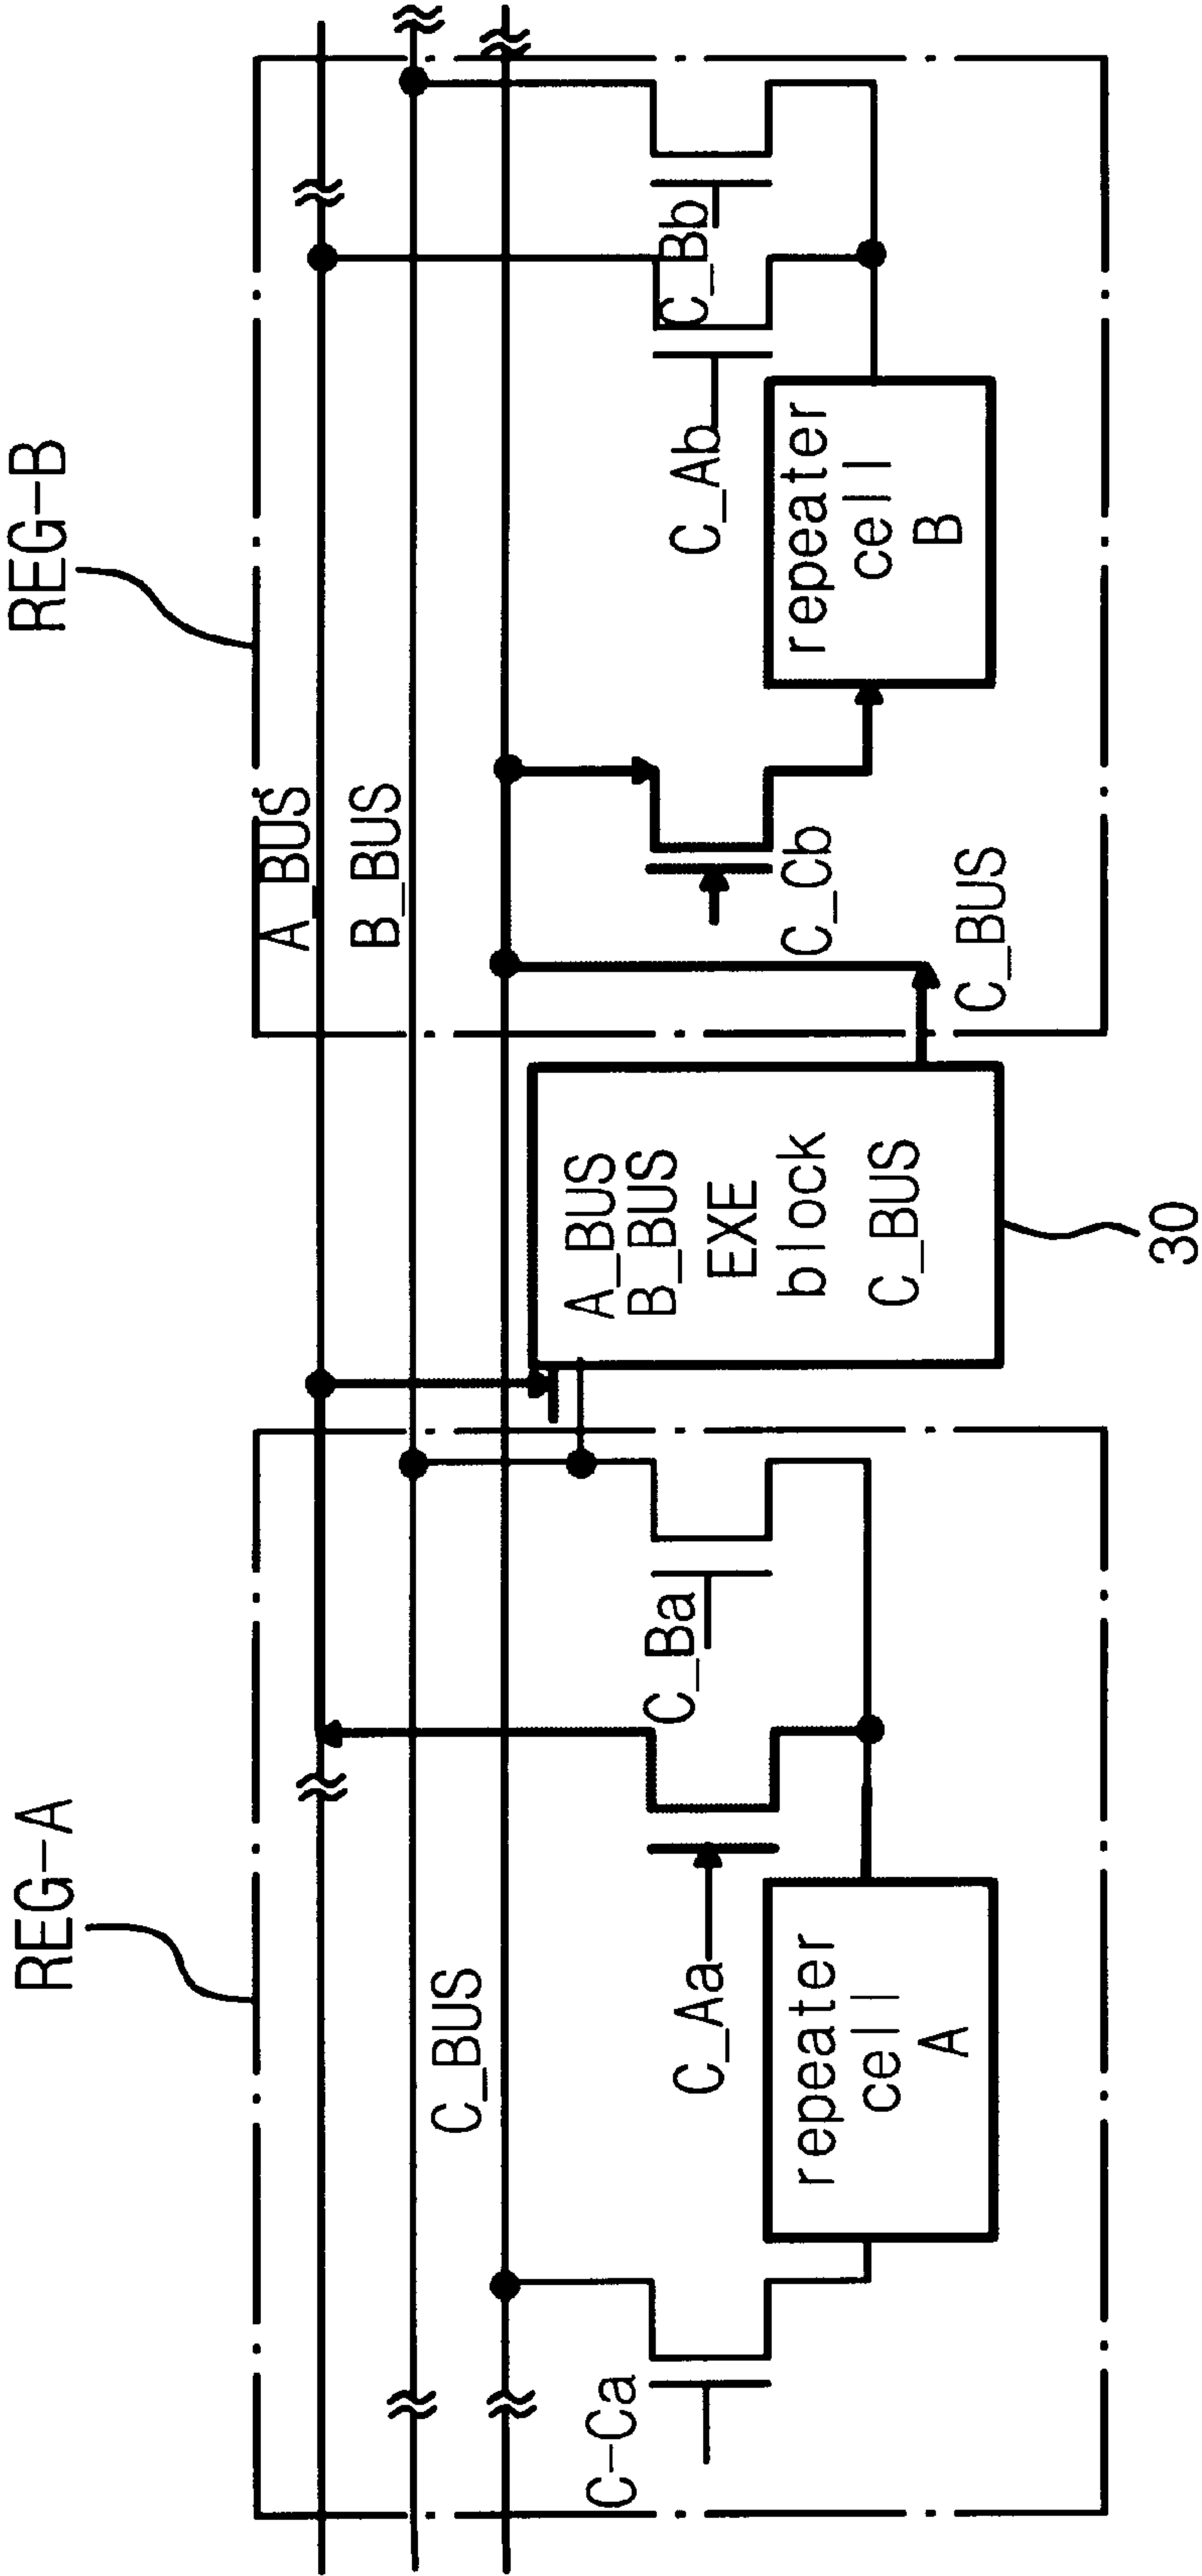 REG-A
REG-B
A_BUS
B_BUS
C_BUS
C-Ca
C_Aa
C_Ba
repeater
cell
A
A_BUS
B_BUS
EXE
block
C_BUS
30
C_BUS
C_Cb
C_Ab
C_Bb
repeater
cell
B